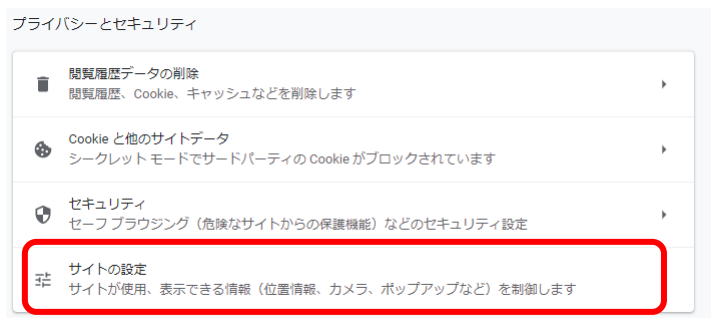 プライバシーとセキュリティ
閲覧履歴データの削除
閲覧履歴、Cookie、キャッシュなどを削除します
Cookie と他のサイトデータ
シークレット モードでサードパーティの Cookie がブロックされています
セキュリティ
セーフ ブラウジング（危険なサイトからの保護機能）などのセキュリティ設定
サイトの設定
サイトが使用、表示できる情報（位置情報、カメラ、ポップアップなど）を制御します